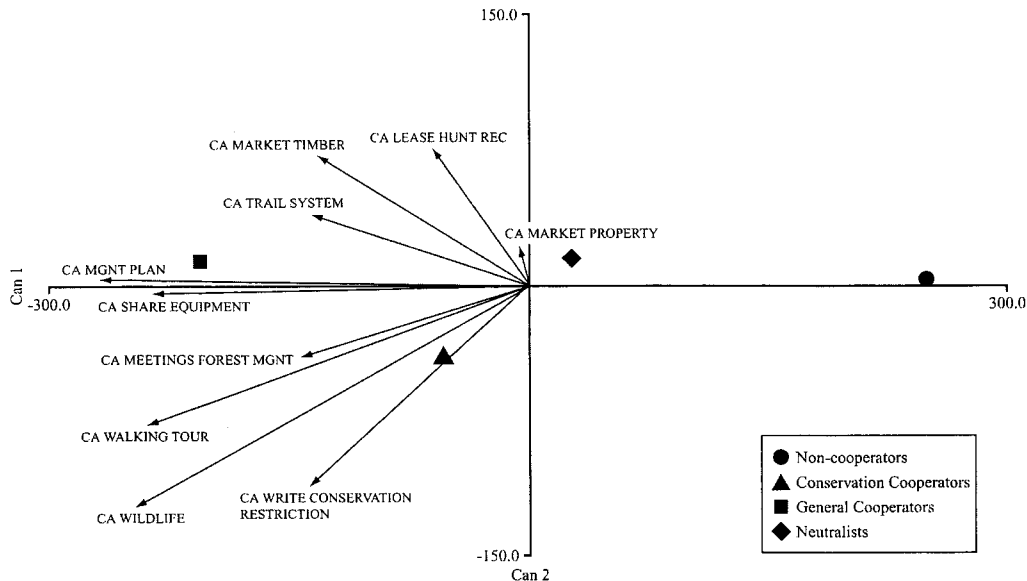 150.0
CA LEASE HUNT REC
CA MARKET TIMBER
CA TRAIL SYSTEM
CA MARKET PROPERTY
CA MGNT PLAN
Can 1
-300.0
300.0
CA SHARE EQUIPMENT
CA MEETINGS FOREST MGNT
CA WALKING TOUR
CA WRITE CONSERVATION
RESTRICTION
CA WILDLIFE
Non-cooperators
Conservation Cooperators
General Cooperators
Neutralists
-150.0
Can 2